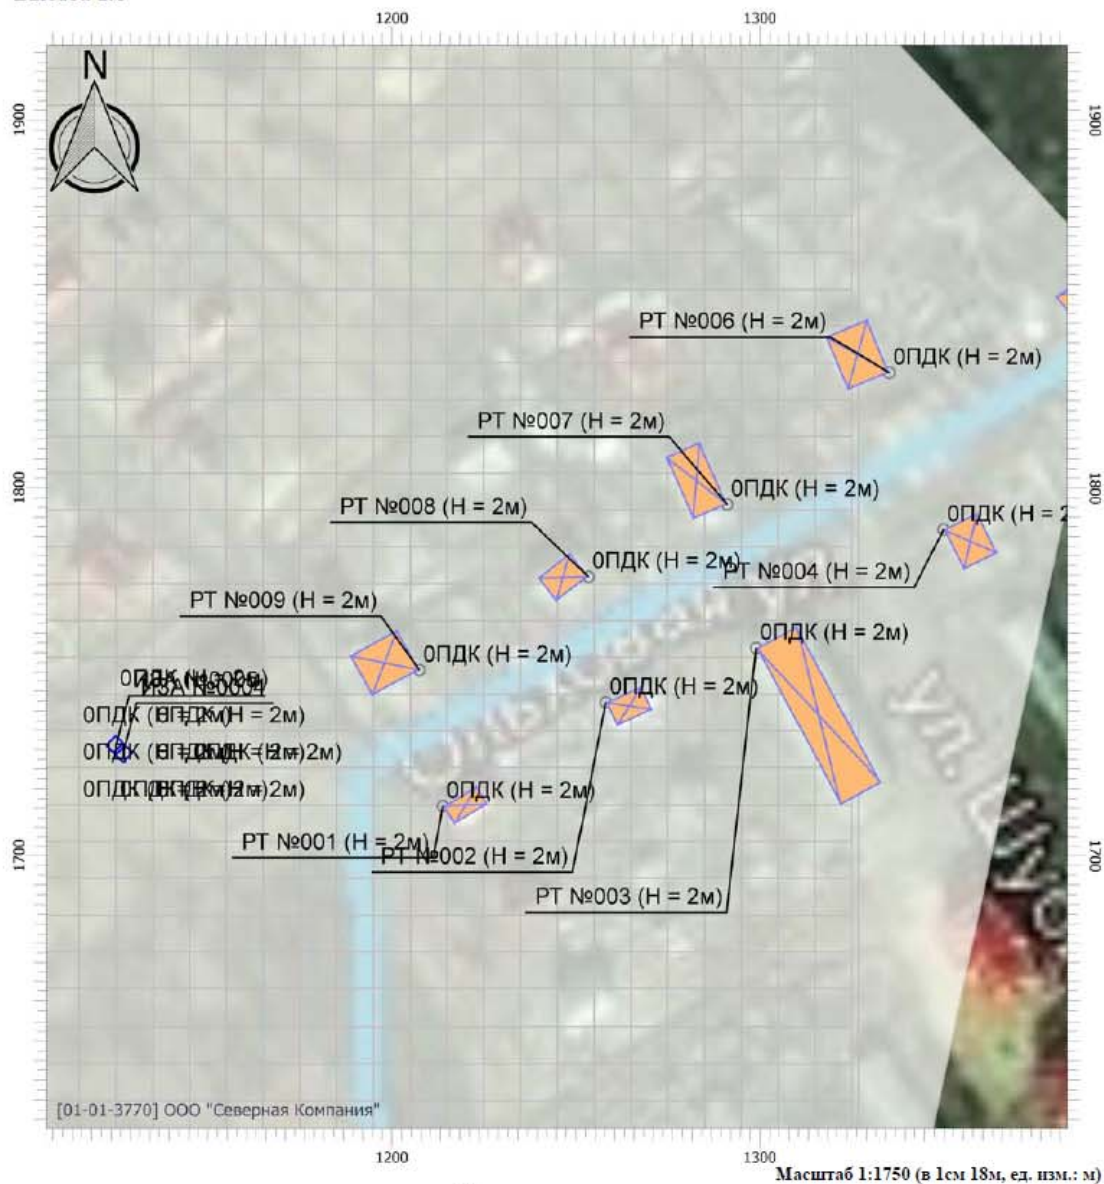 1200 1300
N
1900 1900
РТ №006 (Н = 2м)
0ПДК (Н = 2м)
РТ №007 (Н = 2м)
0ПДК (Н = 2м)
1800 1800
РТ №008 (Н = 2м)
0ПДК (Н = 2
0ПДК (Н = 2м)
РТ №004 (Н = 2м)
РТ №009 (Н = 2м)
0ПДК (Н = 2м)
0ПДК (Н = 2м)
ИЗА №0004
0ПДК (Н = 2м)
0ПДК (Н = 2м)
ул.
0ПДК (Н = 2м)
РТ №001 (Н = 2м)
РТ №002 (Н = 2м)
1700 1700
РТ №003 (Н = 2м)
[01-01-3770] ООО "Северная Компания"
1200 1300
Масштаб 1:1750 (в 1см 18м, ед. изм.: м)